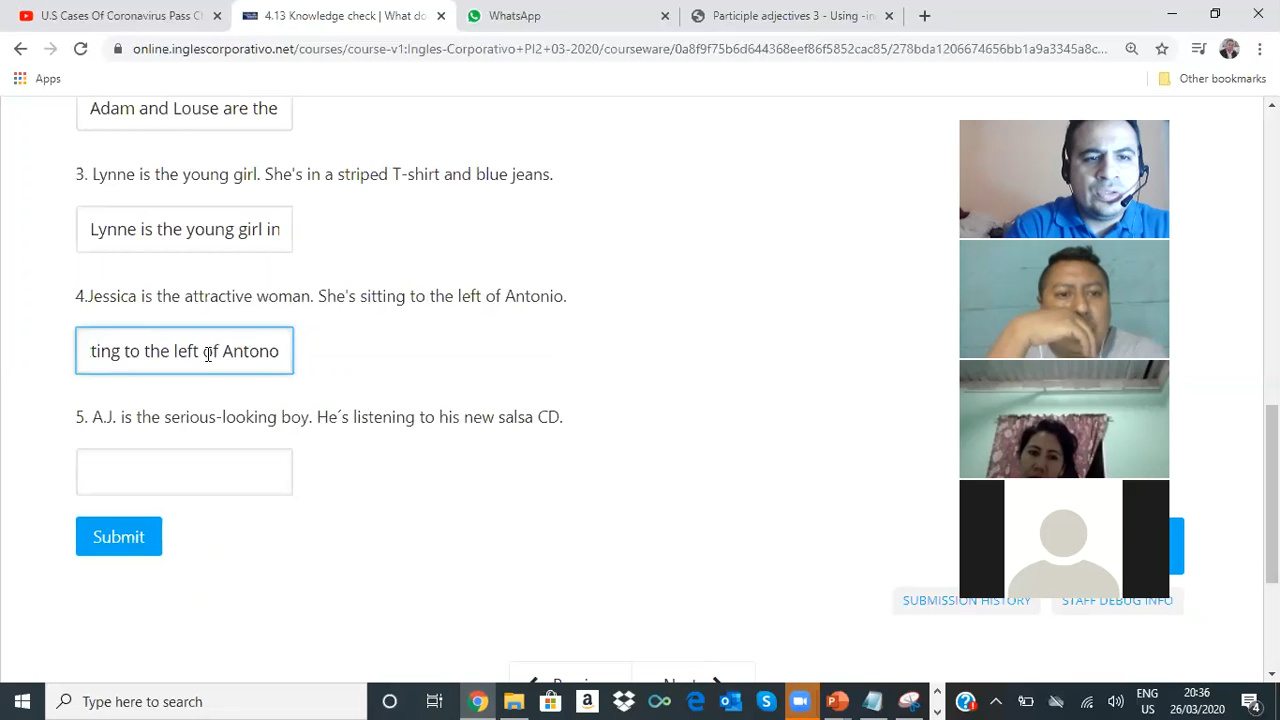 U.S Cases Of Coronavirus Pass C
4.13 Knowledge check | What do
WhatsApp
Participle adjectives 3 - Using -in
online.inglescorporativo.net/courses/course-v1:Ingles-Corporativo+PI2+03-2020/courseware/0a8f9f75b6d644368eef86f5852cac85/278bda1206674656bb1a9a3345a8c...
Apps
Other bookmarks
Adam and Louse are the
3. Lynne is the young girl. She's in a striped T-shirt and blue jeans.
Lynne is the young girl in
4.Jessica is the attractive woman. She's sitting to the left of Antonio.
ting to the left of Antono
5. A.J. is the serious-looking boy. He´s listening to his new salsa CD.
Submit
SUBMISSION HISTORY
STAFF DEBUG INFO
Type here to search
ENG
US
20:36
26/03/2020
4